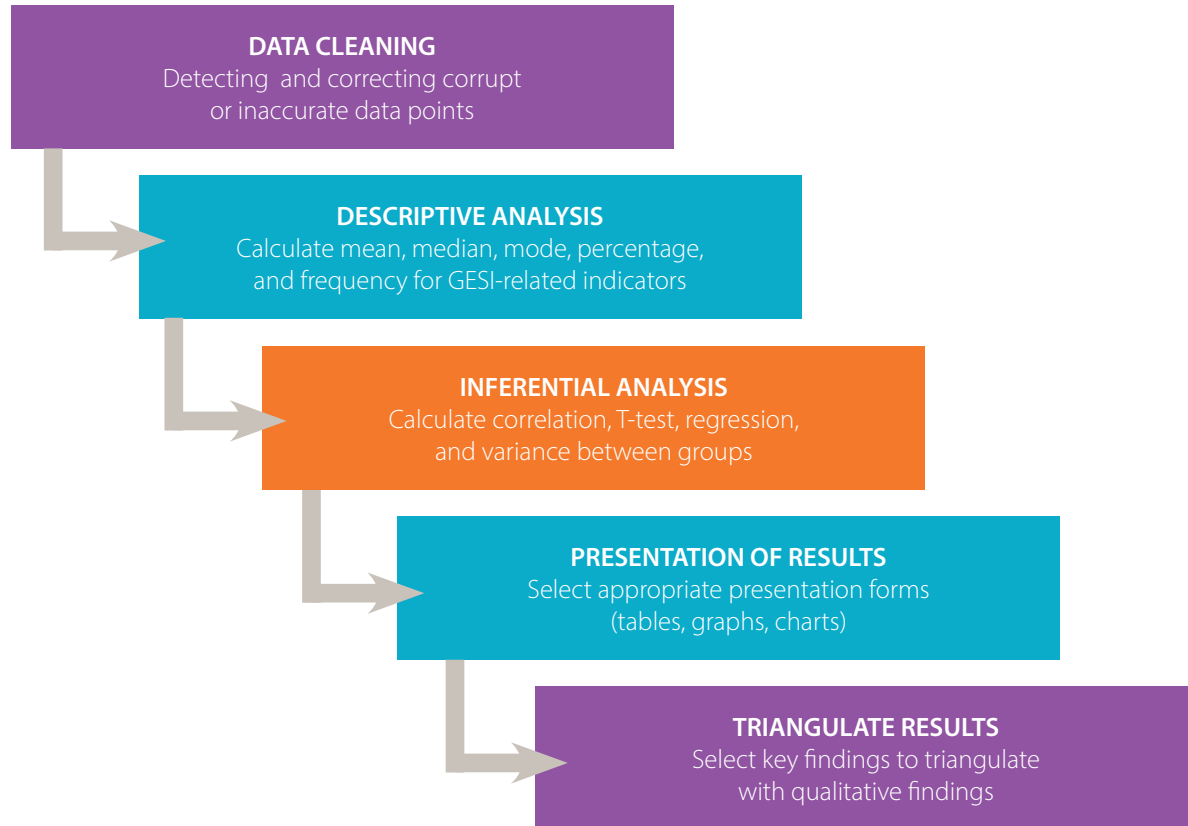 DATA CLEANING
Detecting and correcting corrupt
or inaccurate data points
DESCRIPTIVE ANALYSIS
Calculate mean, median, mode, percentage,
and frequency for GESI-related indicators
INFERENTIAL ANALYSIS
Calculate correlation, T-test, regression,
and variance between groups
PRESENTATION OF RESULTS
Select appropriate presentation forms
(tables, graphs, charts)
TRIANGULATE RESULTS
Select key findings to triangulate
with qualitative findings